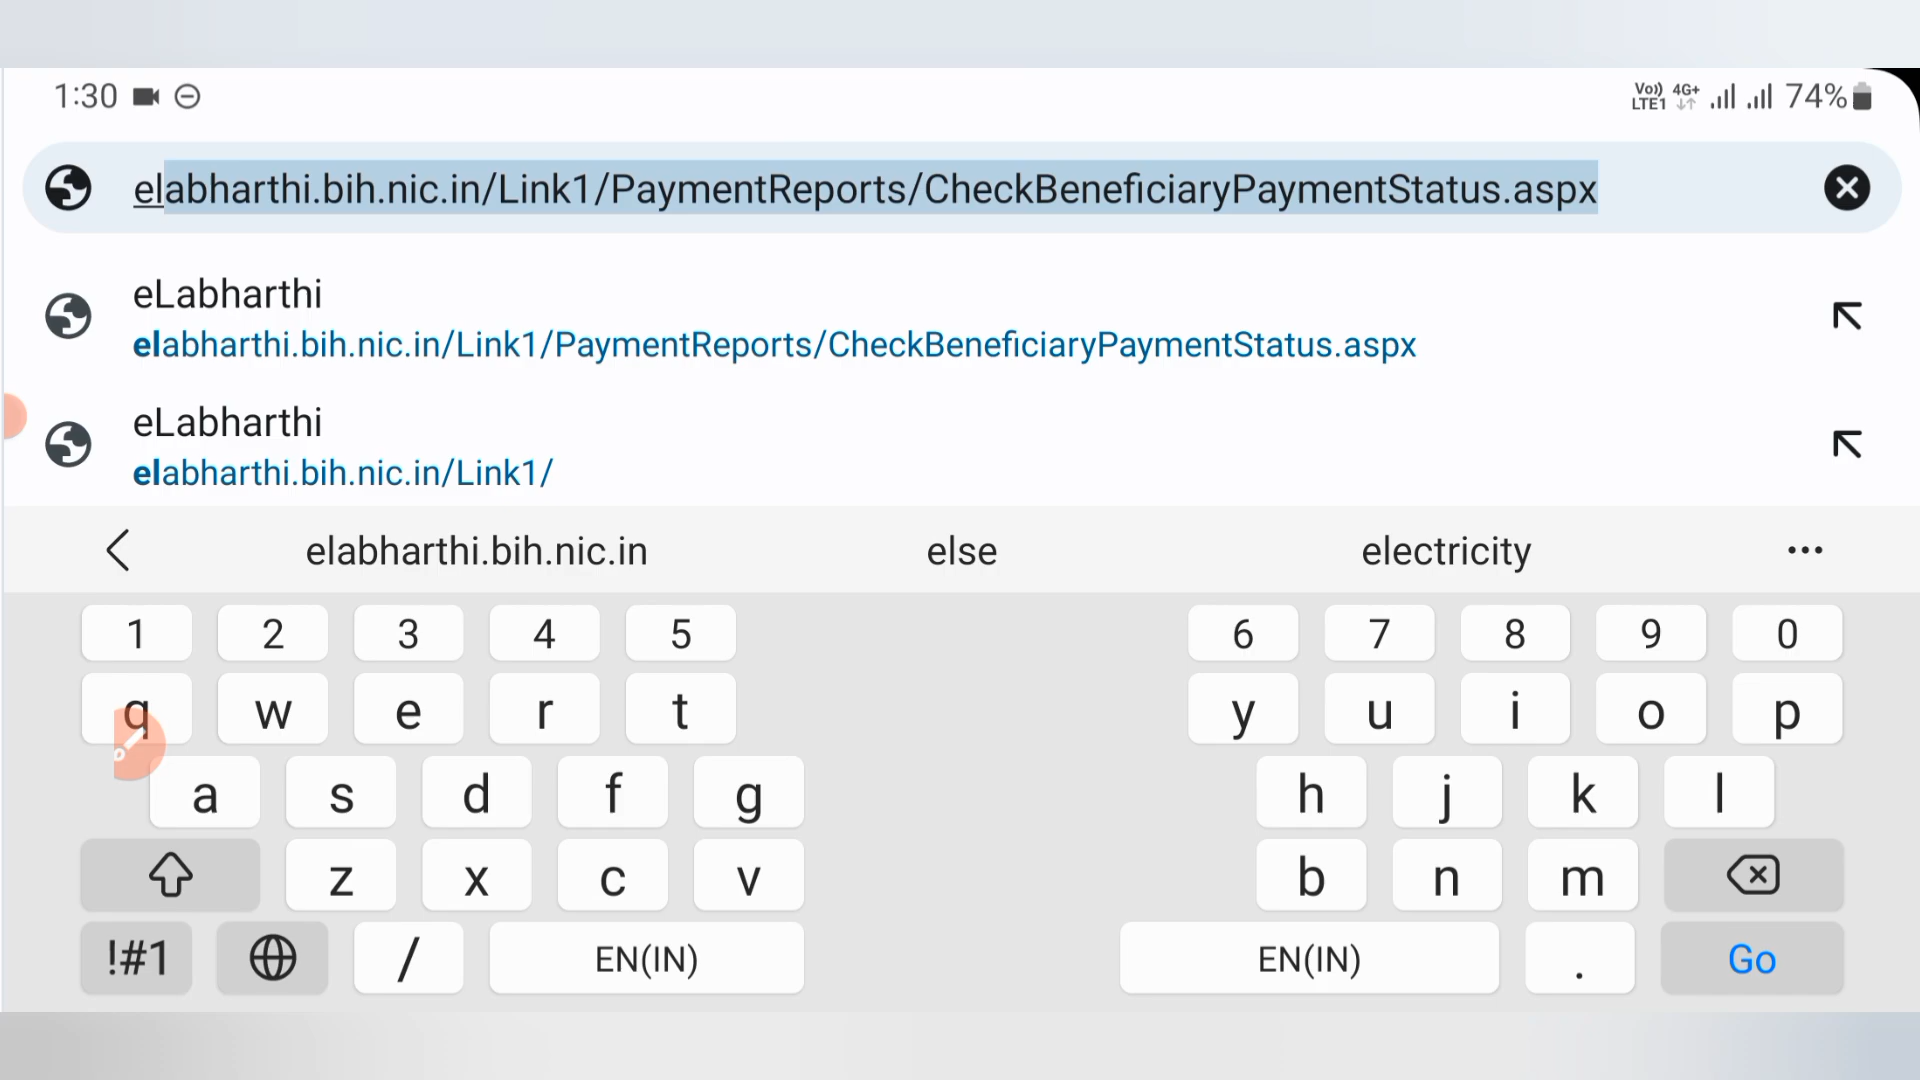 1:30
Vo)) LTE1 4G+ 74%
elabharthi.bih.nic.in/Link1/PaymentReports/CheckBeneficiaryPaymentStatus.aspx
eLabharthi
elabharthi.bih.nic.in/Link1/PaymentReports/CheckBeneficiaryPaymentStatus.aspx
eLabharthi
elabharthi.bih.nic.in/Link1/
elabharthi.bih.nic.in else electricity ...
1 2 3 4 5 6 7 8 9 0
q w e r t y u i o p
a s d f g h j k l
z x c v b n m
!#1 / EN(IN) EN(IN) . Go